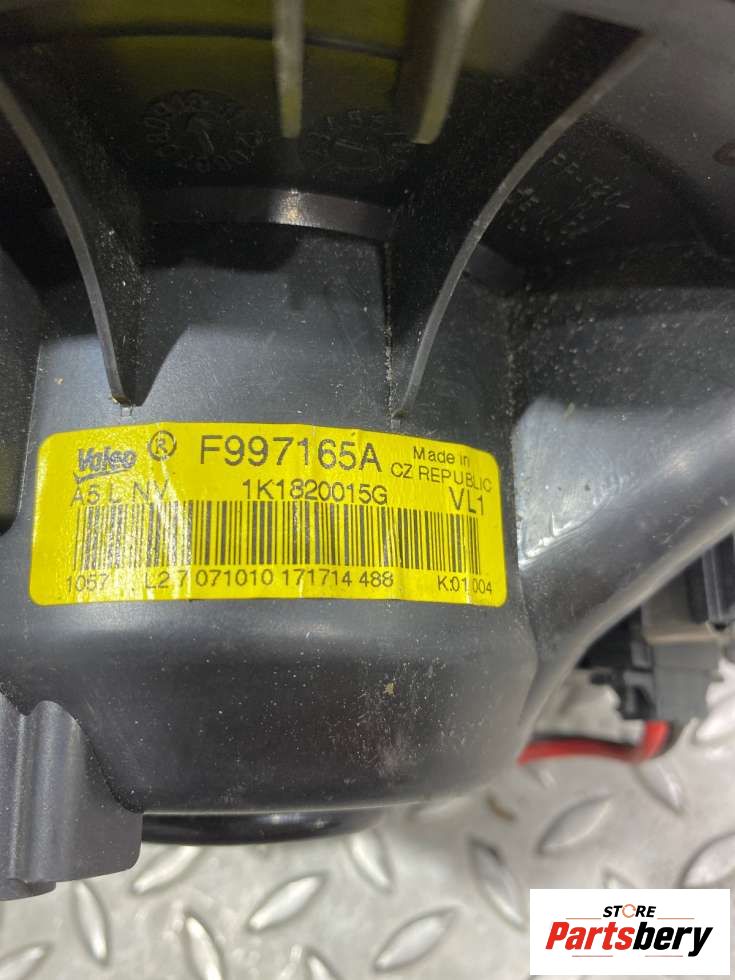 Valeo ® F997165A Made in
CZ REPUBLIC
A5 L NV 1K1820015G VL1
1057 L2 7 071010 171714 488 K:01.004
STORE
Partsbery